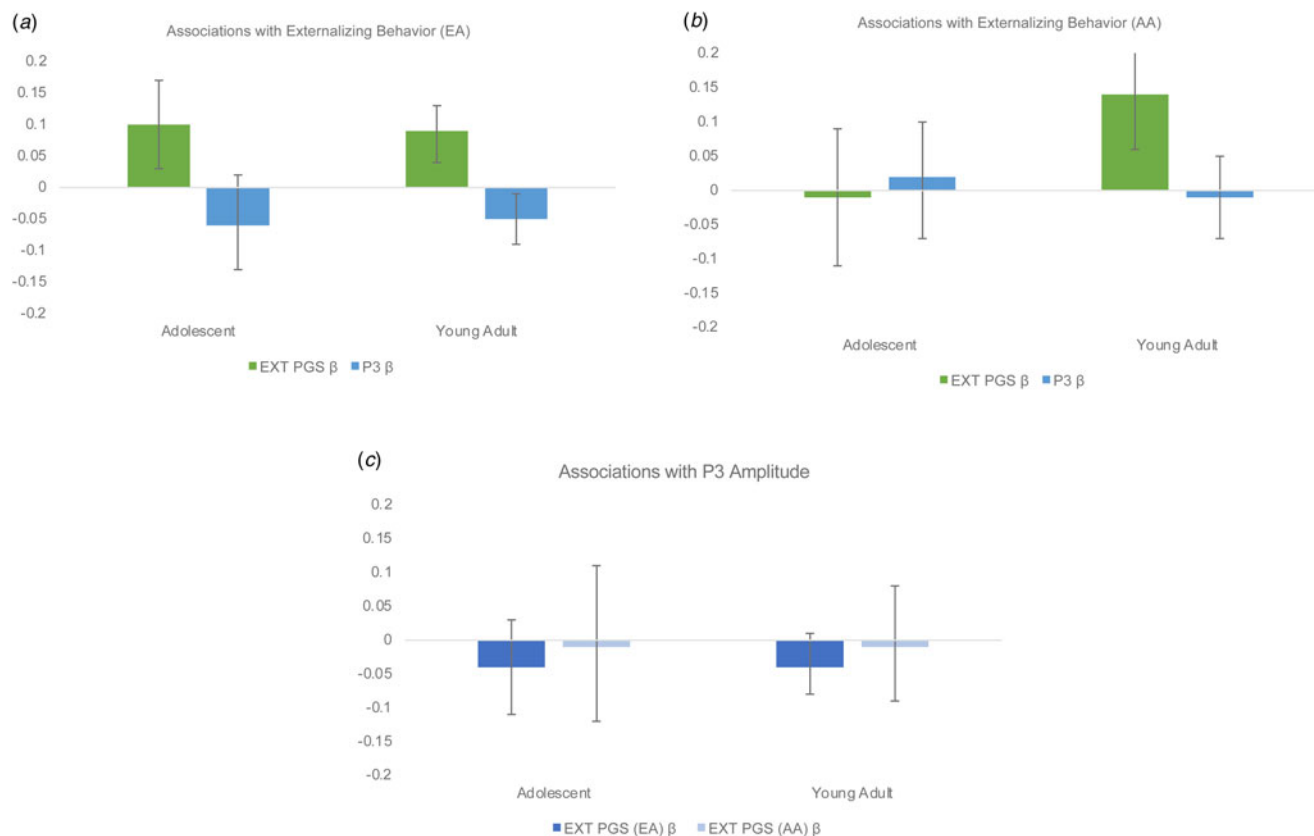 (a)
Associations with Externalizing Behavior (EA)
0.2
0.15
0.1
0.05
0
-0.05
-0.1
-0.15
-0.2
Adolescent Young Adult
EXT PGS β P3 β
(b)
Associations with Externalizing Behavior (AA)
0.2
0.15
0.1
0.05
0
-0.05
-0.1
-0.15
-0.2
Adolescent Young Adult
EXT PGS β P3 β
(c)
Associations with P3 Amplitude
0.2
0.15
0.1
0.05
0
-0.05
-0.1
-0.15
-0.2
Adolescent Young Adult
EXT PGS (EA) β EXT PGS (AA) β